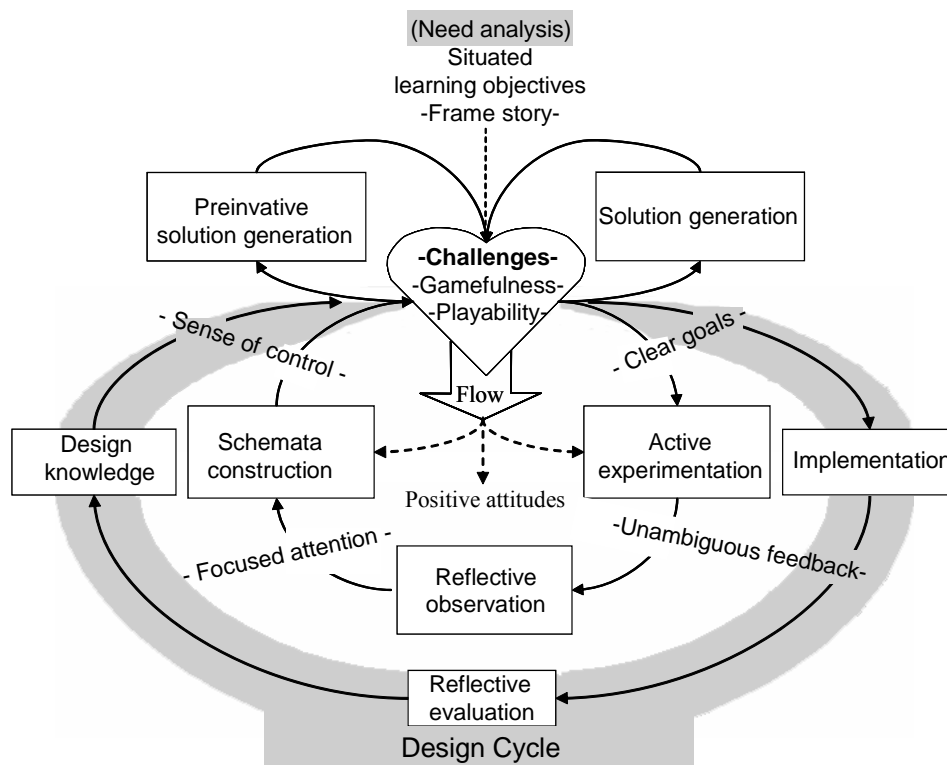 (Need analysis)
Situated
learning objectives
-Frame story-
Preinvative
solution generation
Solution generation
-Challenges-
-Gamefulness-
-Playability-
- Sense of control -
- Clear goals -
Flow
Design
knowledge
Schemata
construction
Active
experimentation
Implementation
Positive attitudes
- Focused attention -
-Unambiguous feedback-
Reflective
observation
Reflective
evaluation
Design Cycle